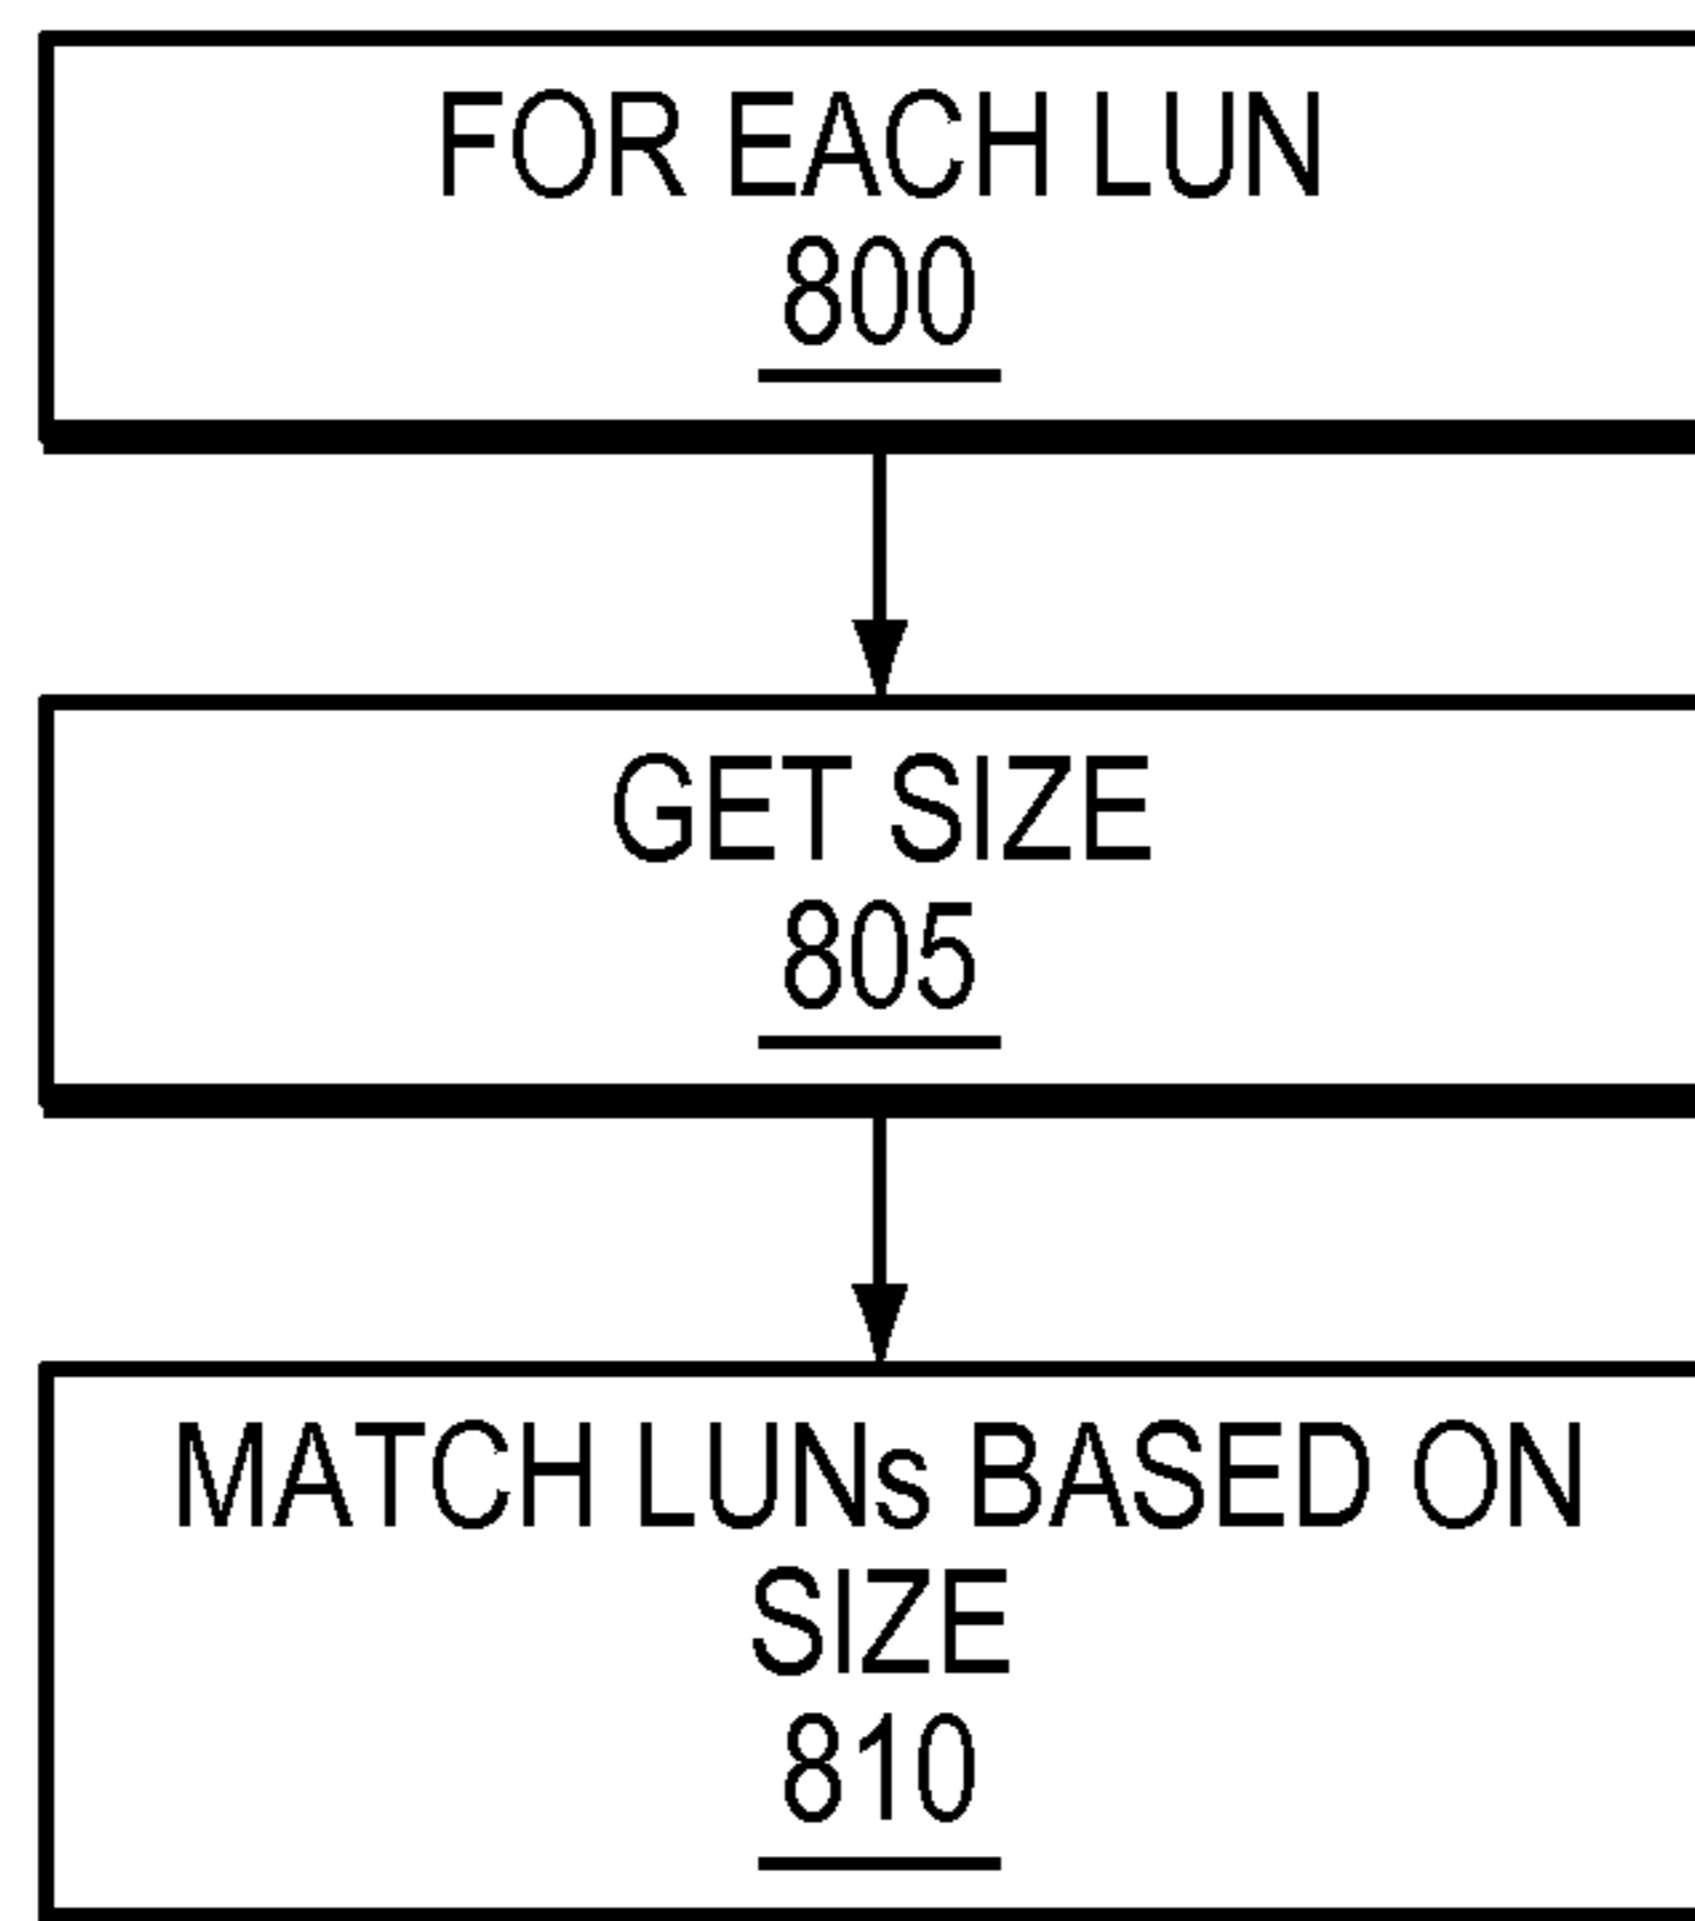 FOR EACH LUN
800
GET SIZE
805
MATCH LUNs BASED ON
SIZE
810